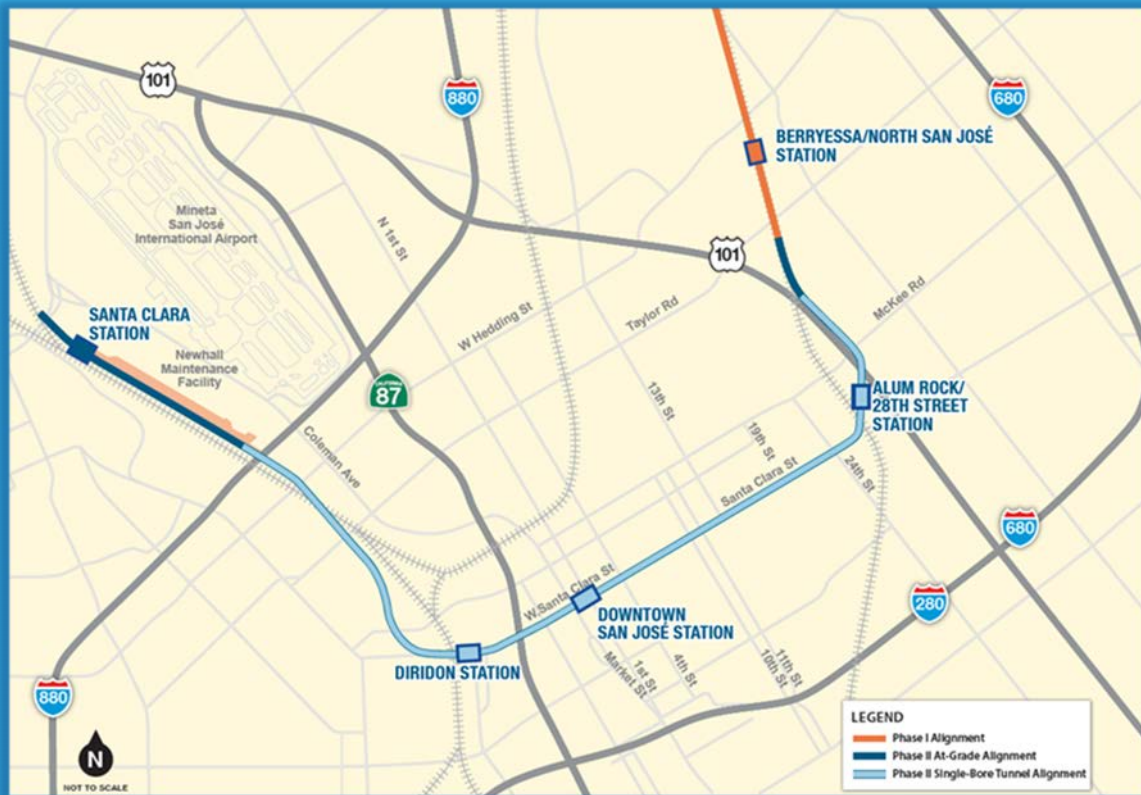 101
880
680
BERRYESSA/NORTH SAN JOSÉ
STATION
Mineta
San José
International Airport
N 1st St
101
McKee Rd
SANTA CLARA
STATION
W Hedding St
Taylor Rd
Newhall
Maintenance
Facility
CALIFORNIA
87
13th St
ALUM ROCK/
28TH STREET
STATION
Coleman Ave
19th St
24th St
Santa Clara St
680
W.Santa Clara St
280
DOWNTOWN
SAN JOSÉ STATION
DIRIDON STATION
Market St
1st St
4th St
10th St
11th St
880
LEGEND
Phase I Alignment
Phase II At-Grade Alignment
Phase II Single-Bore Tunnel Alignment
N
NOT TO SCALE